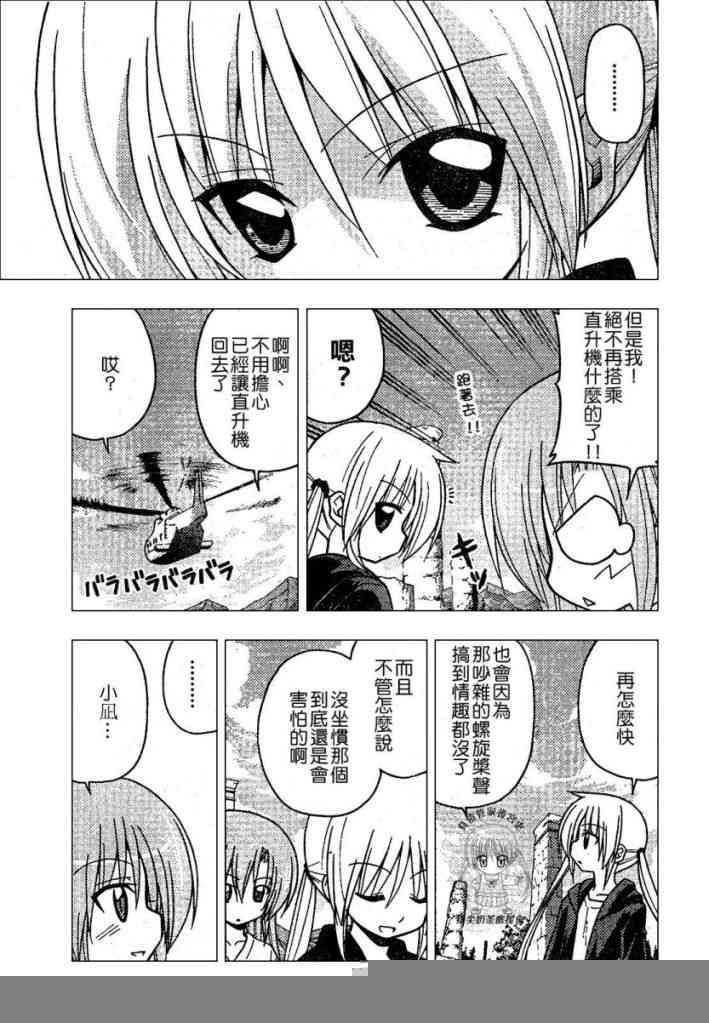 ………
但是我！
絕不再搭乘
直升機什麼的了!!
跑著去!!
嗯？
キッ
啊啊、
不用擔心
已經讓直升機
回去了
哎？
バラバラバラバラ
再怎麼快
也會因為
那吵雜的螺旋槳聲
搞到情趣都沒了
而且
不管怎麼說
沒坐慣那個
到底還是會
害怕的啊
………
小凪…